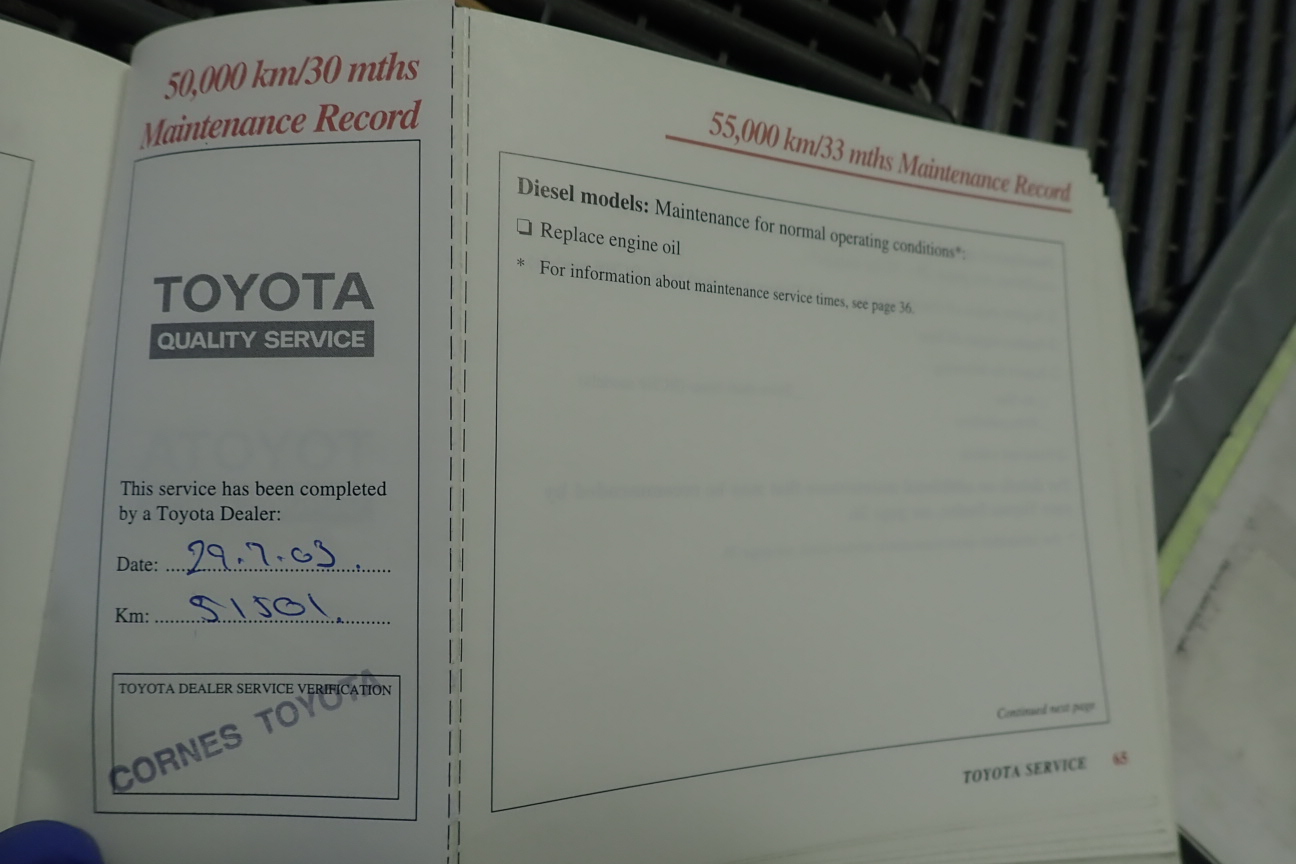 50,000 km/30 mths
Maintenance Record
TOYOTA
QUALITY SERVICE
This service has been completed
by a Toyota Dealer:
Date: 29.7.03.
Km: 51501.
TOYOTA DEALER SERVICE VERIFICATION
CORNES TOYOTA
55,000 km/33 mths Maintenance Record
Diesel models: Maintenance for normal operating conditions*:
❏ Replace engine oil
* For information about maintenance service times, see page 36.
Continued next page
TOYOTA SERVICE 65